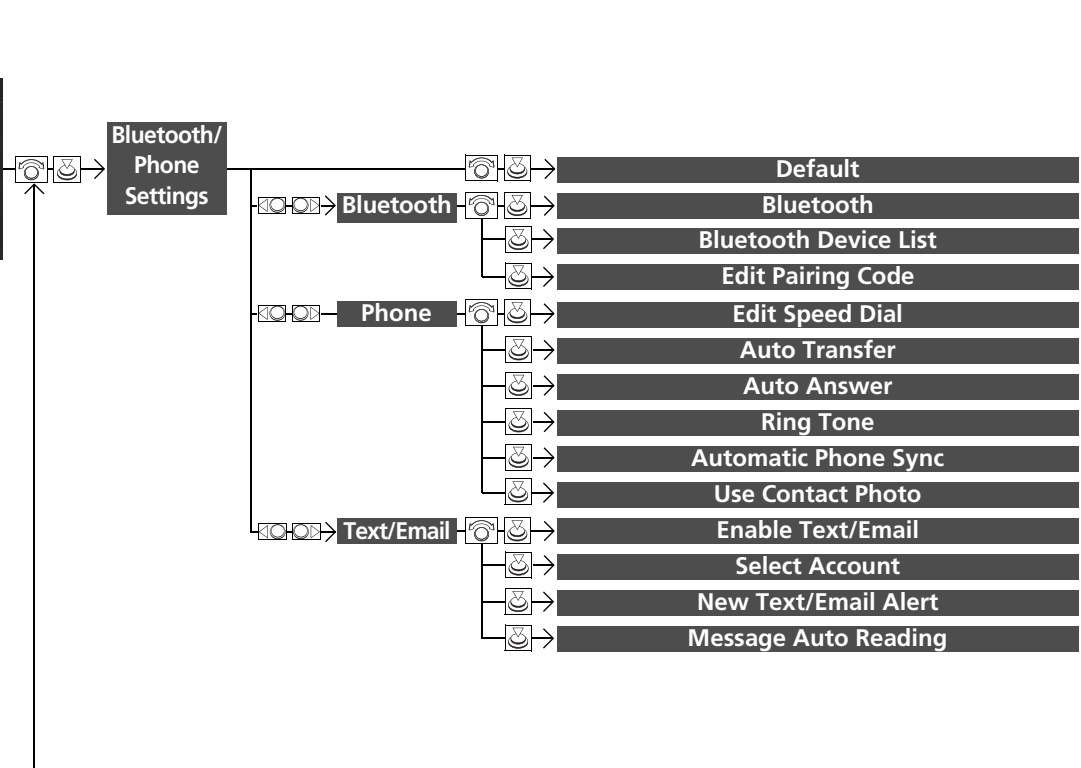 Bluetooth/
Phone
Settings
Default
Bluetooth
Bluetooth
Bluetooth Device List
Edit Pairing Code
Phone
Edit Speed Dial
Auto Transfer
Auto Answer
Ring Tone
Automatic Phone Sync
Use Contact Photo
Text/Email
Enable Text/Email
Select Account
New Text/Email Alert
Message Auto Reading